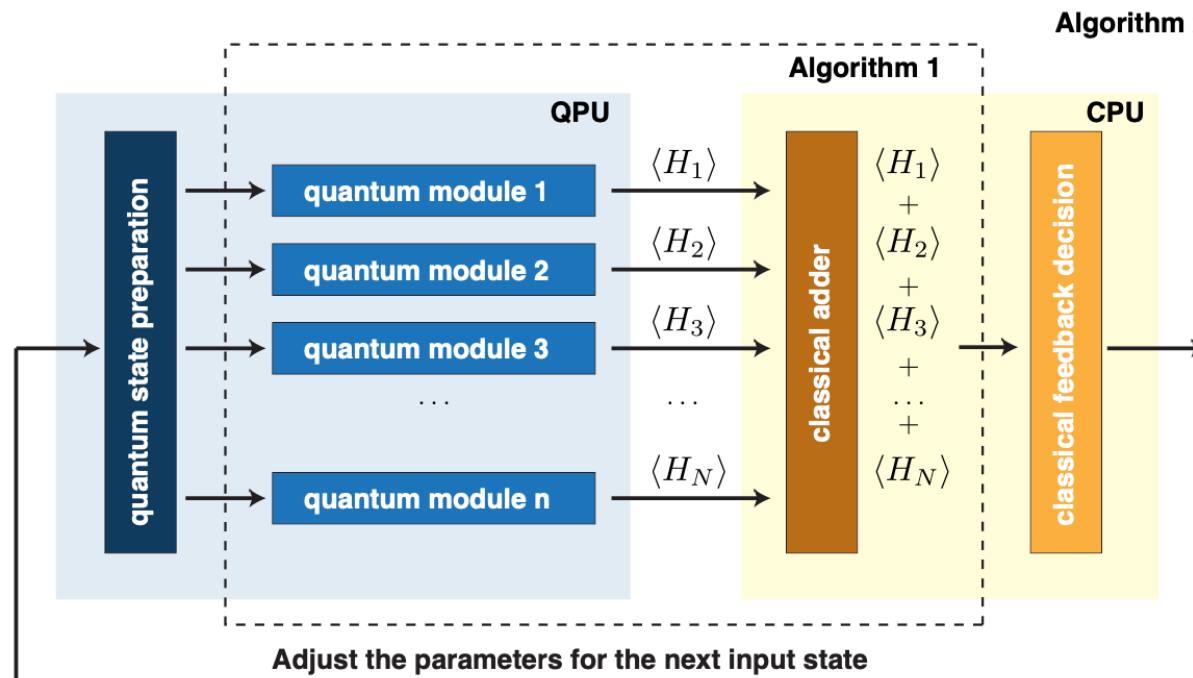 Algorithm
Algorithm 1
QPU
CPU
quantum state preparation
quantum module 1
quantum module 2
quantum module 3
...
quantum module n
⟨H₁⟩
⟨H₂⟩
⟨H₃⟩
...
⟨H_N⟩
classical adder
⟨H₁⟩
+
⟨H₂⟩
+
⟨H₃⟩
+
...
+
⟨H_N⟩
classical feedback decision
Adjust the parameters for the next input state